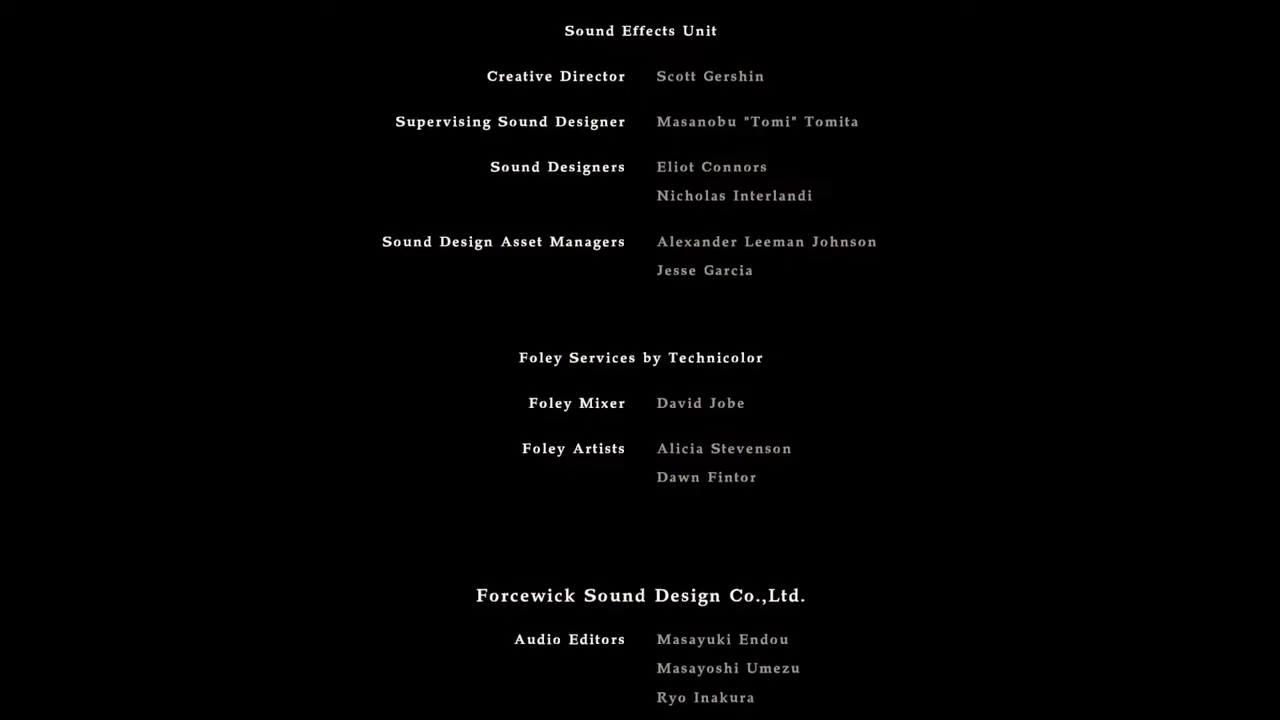 Sound Effects Unit
Creative Director Scott Gershin
Supervising Sound Designer Masanobu "Tomi" Tomita
Sound Designers Eliot Connors
Nicholas Interlandi
Sound Design Asset Managers Alexander Leeman Johnson
Jesse Garcia
Foley Services by Technicolor
Foley Mixer David Jobe
Foley Artists Alicia Stevenson
Dawn Fintor
Forcewick Sound Design Co.,Ltd.
Audio Editors Masayuki Endou
Masayoshi Umezu
Ryo Inakura